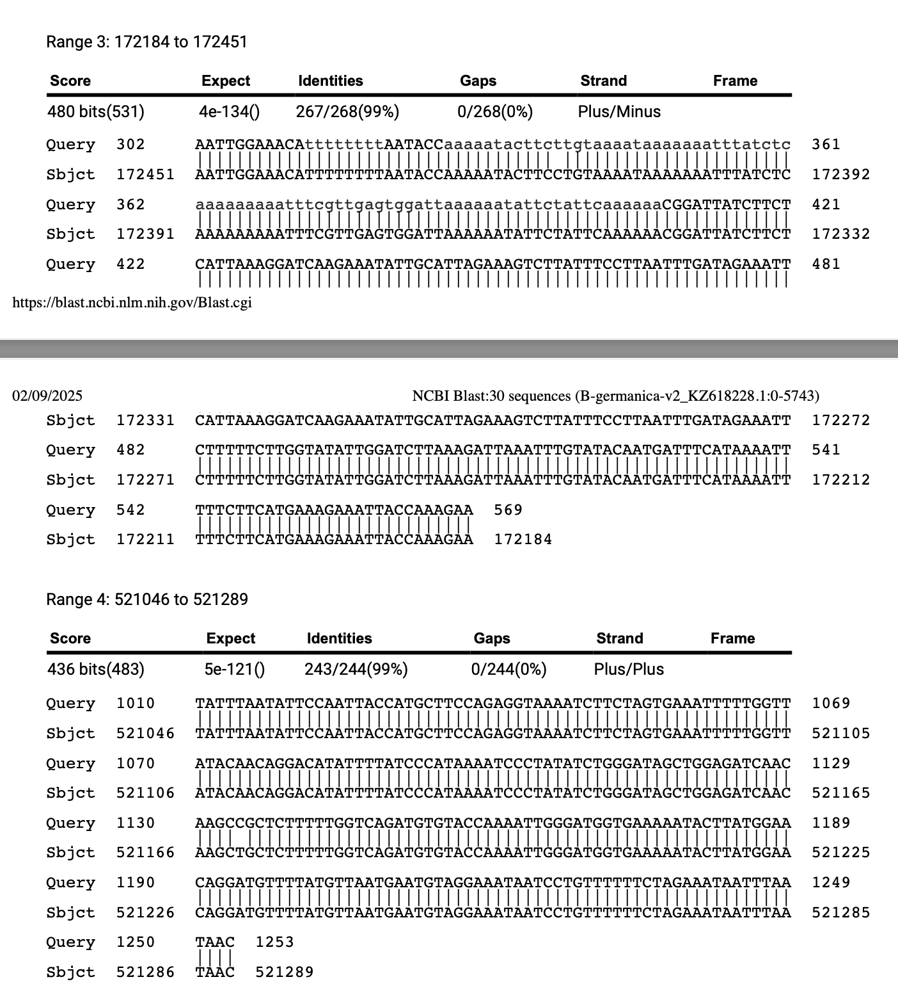 Range 3: 172184 to 172451
Score Expect Identities Gaps Strand Frame
480 bits(531) 4e-134() 267/268(99%) 0/268(0%) Plus/Minus
Query 302 AATTGGAAACAttttttttAATACCaaaaatacttcttgtaaaataaaaaaatttatctc 361
Sbjct 172451 AATTGGAAACATTTTTTTTAATACCAAAAATACTTCCTGTAAAATAAAAAAATTTATCTC 172392
Query 362 aaaaaaaaatttcgttgagtggattaaaaaatattctattcaaaaaaCGGATTATCTTCT 421
Sbjct 172391 AAAAAAAAATTTCGTTGAGTGGATTAAAAAATATTCTATTCAAAAAACGGATTATCTTCT 172332
Query 422 CATTAAAGGATCAAGAAATATTGCATTAGAAAGTCTTATTTCCTTAATTTGATAGAAATT 481
https://blast.ncbi.nlm.nih.gov/Blast.cgi
02/09/2025 NCBI Blast:30 sequences (B-germanica-v2_KZ618228.1:0-5743)
Sbjct 172331 CATTAAAGGATCAAGAAATATTGCATTAGAAAGTCTTATTTCCTTAATTTGATAGAAATT 172272
Query 482 CTTTTTTCTTGGTATATTGGATCTTAAAGATTAAATTTGTATACAATGATTTCATAAAATT 541
Sbjct 172271 CTTTTTTCTTGGTATATTGGATCTTAAAGATTAAATTTGTATACAATGATTTCATAAAATT 172212
Query 542 TTTCTTCATGAAAGAAATTACCAAAGAA 569
Sbjct 172211 TTTCTTCATGAAAGAAATTACCAAAGAA 172184
Range 4: 521046 to 521289
Score Expect Identities Gaps Strand Frame
436 bits(483) 5e-121() 243/244(99%) 0/244(0%) Plus/Plus
Query 1010 TATTTAATATTCCAATTACCATGCTTCCAGAGGTAAAATCTTCTAGTGAAATTTTTGGTT 1069
Sbjct 521046 TATTTAATATTCCAATTACCATGCTTCCAGAGGTAAAATCTTCTAGTGAAATTTTTGGTT 521105
Query 1070 ATACAACAGGACATATTTTATCCCATAAAATCCCTATATCTGGGATAGCTGGAGATCAAC 1129
Sbjct 521106 ATACAACAGGACATATTTTATCCCATAAAATCCCTATATCTGGGATAGCTGGAGATCAAC 521165
Query 1130 AAGCCGCTCTTTTTGGTCAGATGTGTACCAAAATTGGGATGGTGAAAAATACTTATGGAA 1189
Sbjct 521166 AAGCTGCTCTTTTTGGTCAGATGTGTACCAAAATTGGGATGGTGAAAAATACTTATGGAA 521225
Query 1190 CAGGATGTTTTATGTTAATGAATGTAGGAAATAATCCTGTTTTTTCTAGAAATAATTTAA 1249
Sbjct 521226 CAGGATGTTTTATGTTAATGAATGTAGGAAATAATCCTGTTTTTTCTAGAAATAATTTAA 521285
Query 1250 TAAC 1253
Sbjct 521286 TAAC 521289